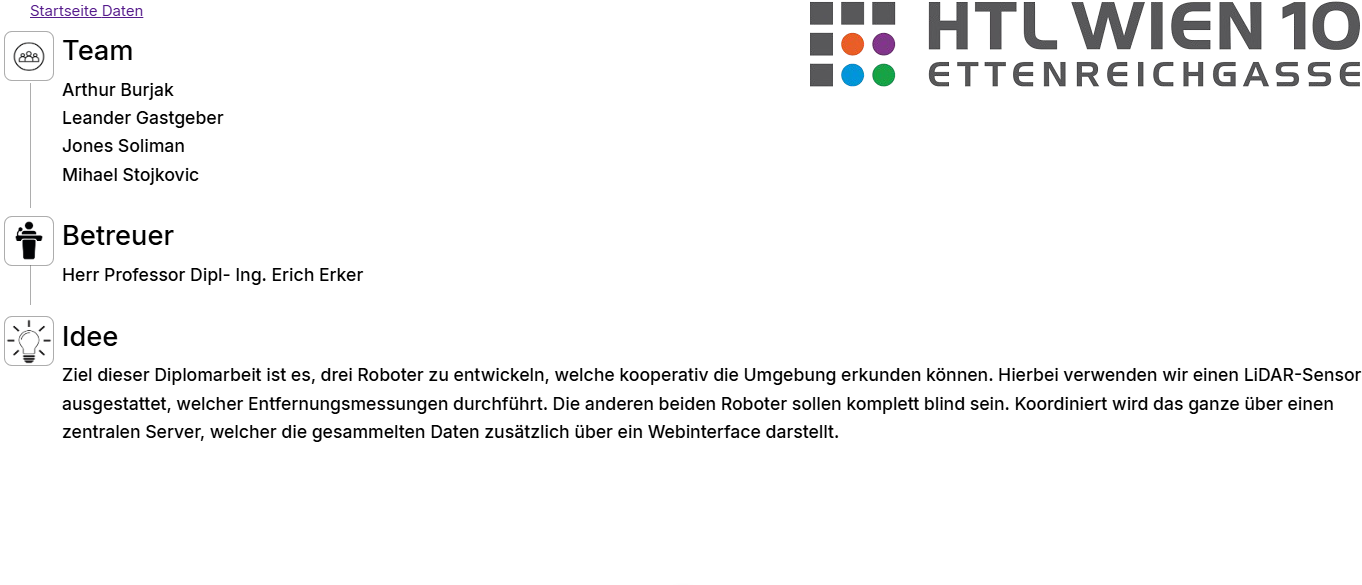 Startseite Daten
HTL WIEN 10
ETTENREICHGASSE
Team
Arthur Burjak
Leander Gastgeber
Jones Soliman
Mihael Stojkovic
Betreuer
Herr Professor Dipl- Ing. Erich Erker
Idee
Ziel dieser Diplomarbeit ist es, drei Roboter zu entwickeln, welche kooperativ die Umgebung erkunden können. Hierbei verwenden wir einen LiDAR-Sensor
ausgestattet, welcher Entfernungsmessungen durchführt. Die anderen beiden Roboter sollen komplett blind sein. Koordiniert wird das ganze über einen
zentralen Server, welcher die gesammelten Daten zusätzlich über ein Webinterface darstellt.